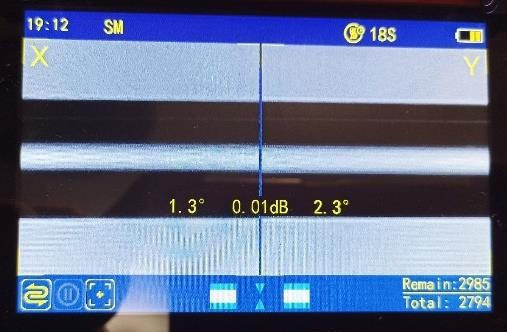 19:12 SM 18S
X Y
1.3° 0.01dB 2.3°
Remain:2985
Total: 2794